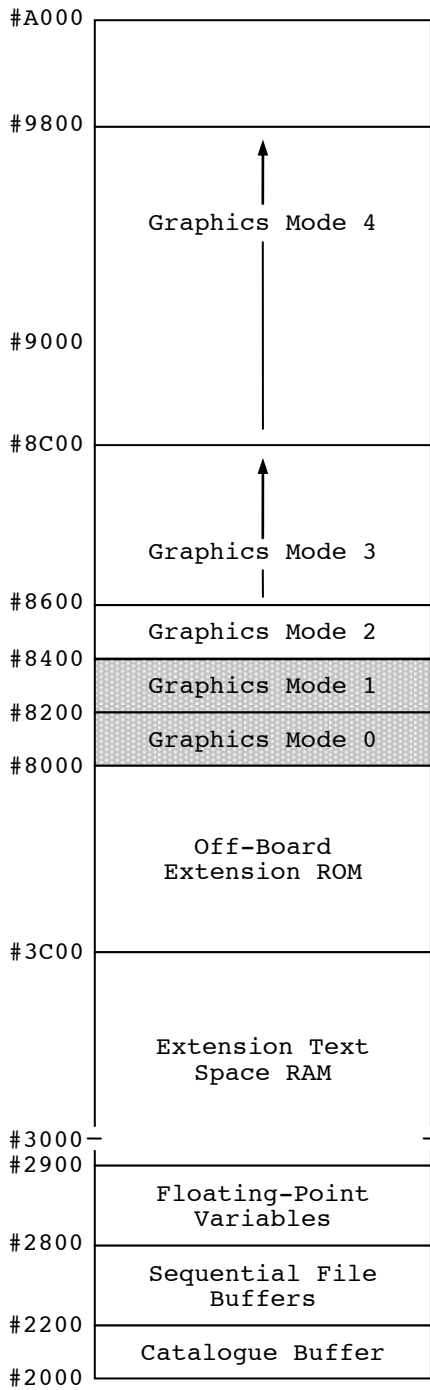 #A000
#9800
Graphics Mode 4
#9000
#8C00
Graphics Mode 3
#8600
Graphics Mode 2
#8400
Graphics Mode 1
#8200
Graphics Mode 0
#8000
Off-Board
Extension ROM
#3C00
Extension Text
Space RAM
#3000
#2900
Floating-Point
Variables
#2800
Sequential File
Buffers
#2200
Catalogue Buffer
#2000